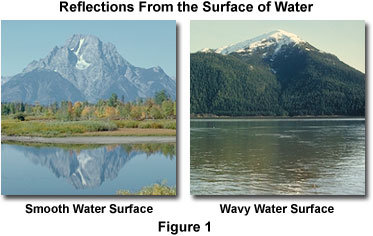 Reflections From the Surface of Water
Smooth Water Surface
Wavy Water Surface
Figure 1